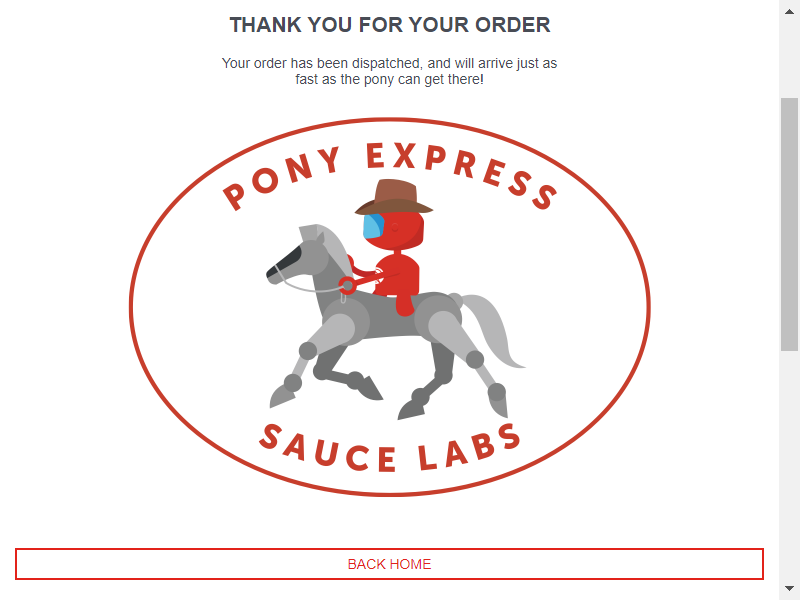 THANK YOU FOR YOUR ORDER
Your order has been dispatched, and will arrive just as
fast as the pony can get there!
PONY EXPRESS
SAUCE LABS
BACK HOME